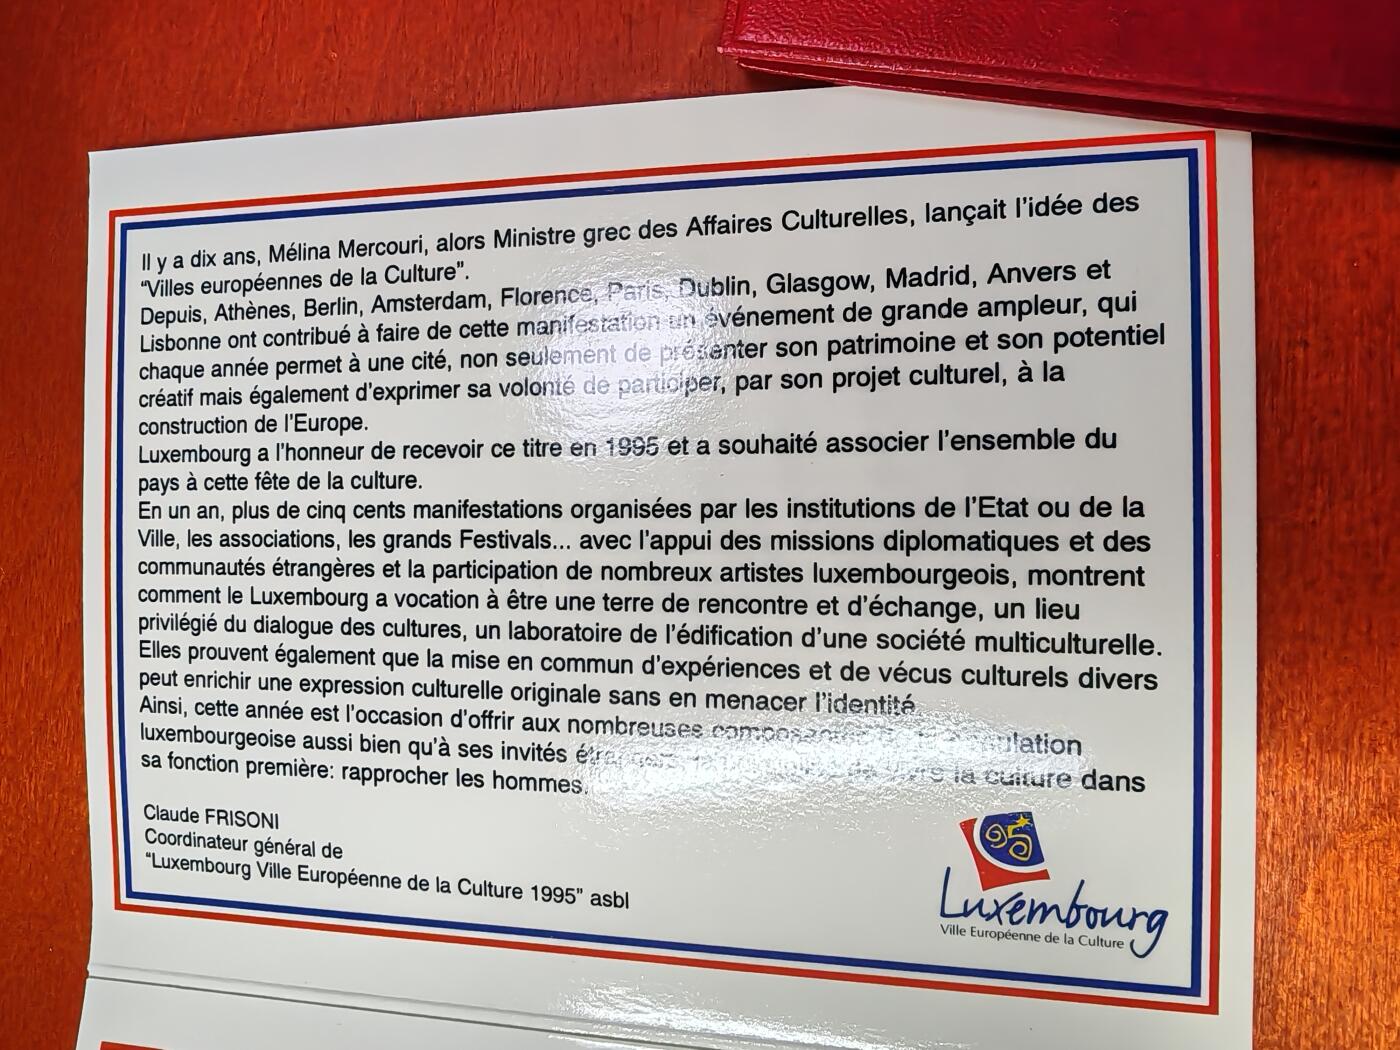 Il y a dix ans, Mélina Mercouri, alors Ministre grec des Affaires Culturelles, lançait l'idée des
“Villes européennes de la Culture”.
Depuis, Athènes, Berlin, Amsterdam, Florence, Paris, Dublin, Glasgow, Madrid, Anvers et
Lisbonne ont contribué à faire de cette manifestation un événement de grande ampleur, qui
chaque année permet à une cité, non seulement de présenter son patrimoine et son potentiel
créatif mais également d'exprimer sa volonté de participer, par son projet culturel, à la
construction de l'Europe.
Luxembourg a l'honneur de recevoir ce titre en 1995 et a souhaité associer l'ensemble du
pays à cette fête de la culture.
En un an, plus de cinq cents manifestations organisées par les institutions de l'Etat ou de la
Ville, les associations, les grands Festivals... avec l'appui des missions diplomatiques et des
communautés étrangères et la participation de nombreux artistes luxembourgeois, montrent
comment le Luxembourg a vocation à être une terre de rencontre et d'échange, un lieu
privilégié du dialogue des cultures, un laboratoire de l'édification d'une société multiculturelle.
Elles prouvent également que la mise en commun d'expériences et de vécus culturels divers
peut enrichir une expression culturelle originale sans en menacer l'identité.
Ainsi, cette année est l'occasion d'offrir aux nombreuses population
luxembourgeoise aussi bien qu'à ses invités étrangers de vivre la culture dans
sa fonction première: rapprocher les hommes.
Claude FRISONI
Coordinateur général de
“Luxembourg Ville Européenne de la Culture 1995” asbl
95
Luxembourg
Ville Européenne de la Culture